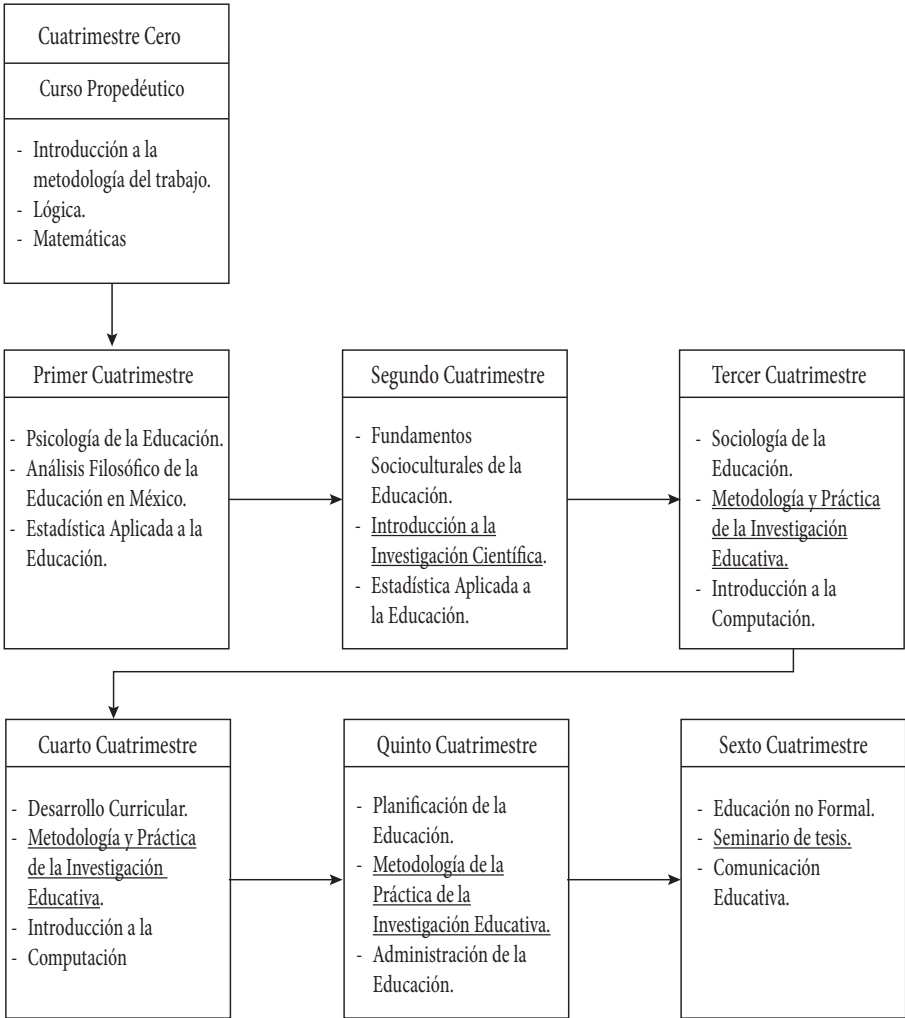 Cuatrimestre Cero
Curso Propedéutico
- Introducción a la
metodología del trabajo.
- Lógica.
- Matemáticas
Primer Cuatrimestre
- Psicología de la Educación.
- Análisis Filosófico de la
Educación en México.
- Estadística Aplicada a la
Educación.
Segundo Cuatrimestre
- Fundamentos
Socioculturales de la
Educación.
- Introducción a la
Investigación Científica.
- Estadística Aplicada a
la Educación.
Tercer Cuatrimestre
- Sociología de la
Educación.
- Metodología y Práctica
de la Investigación
Educativa.
- Introducción a la
Computación.
Cuarto Cuatrimestre
- Desarrollo Curricular.
- Metodología y Práctica
de la Investigación
Educativa.
- Introducción a la
- Computación
Quinto Cuatrimestre
- Planificación de la
Educación.
- Metodología de la
Práctica de la
Investigación Educativa.
- Administración de la
Educación.
Sexto Cuatrimestre
- Educación no Formal.
- Seminario de tesis.
- Comunicación
Educativa.